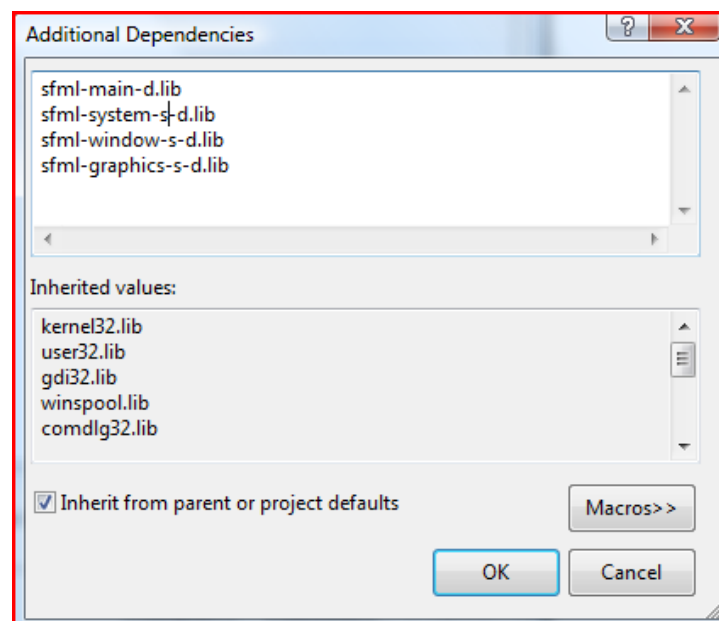 Additional Dependencies
?
sfml-main-d.lib
sfml-system-s-d.lib
sfml-window-s-d.lib
sfml-graphics-s-d.lib
Inherited values:
kernel32.lib
user32.lib
gdi32.lib
winspool.lib
comdlg32.lib
Inherit from parent or project defaults
Macros>>
OK
Cancel